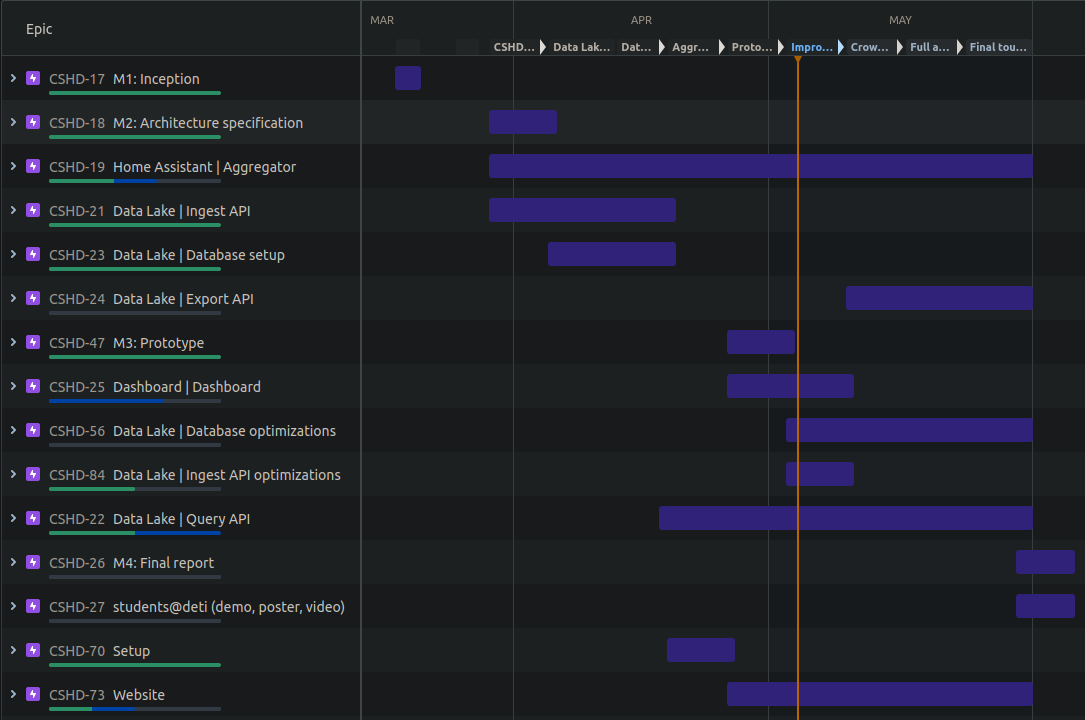 Epic
MAR APR MAY
CSHD... Data Lak... Dat... Aggr... Proto... Impro... Crow... Full a... Final tou...
CSHD-17 M1: Inception
CSHD-18 M2: Architecture specification
CSHD-19 Home Assistant | Aggregator
CSHD-21 Data Lake | Ingest API
CSHD-23 Data Lake | Database setup
CSHD-24 Data Lake | Export API
CSHD-47 M3: Prototype
CSHD-25 Dashboard | Dashboard
CSHD-56 Data Lake | Database optimizations
CSHD-84 Data Lake | Ingest API optimizations
CSHD-22 Data Lake | Query API
CSHD-26 M4: Final report
CSHD-27 students@deti (demo, poster, video)
CSHD-70 Setup
CSHD-73 Website